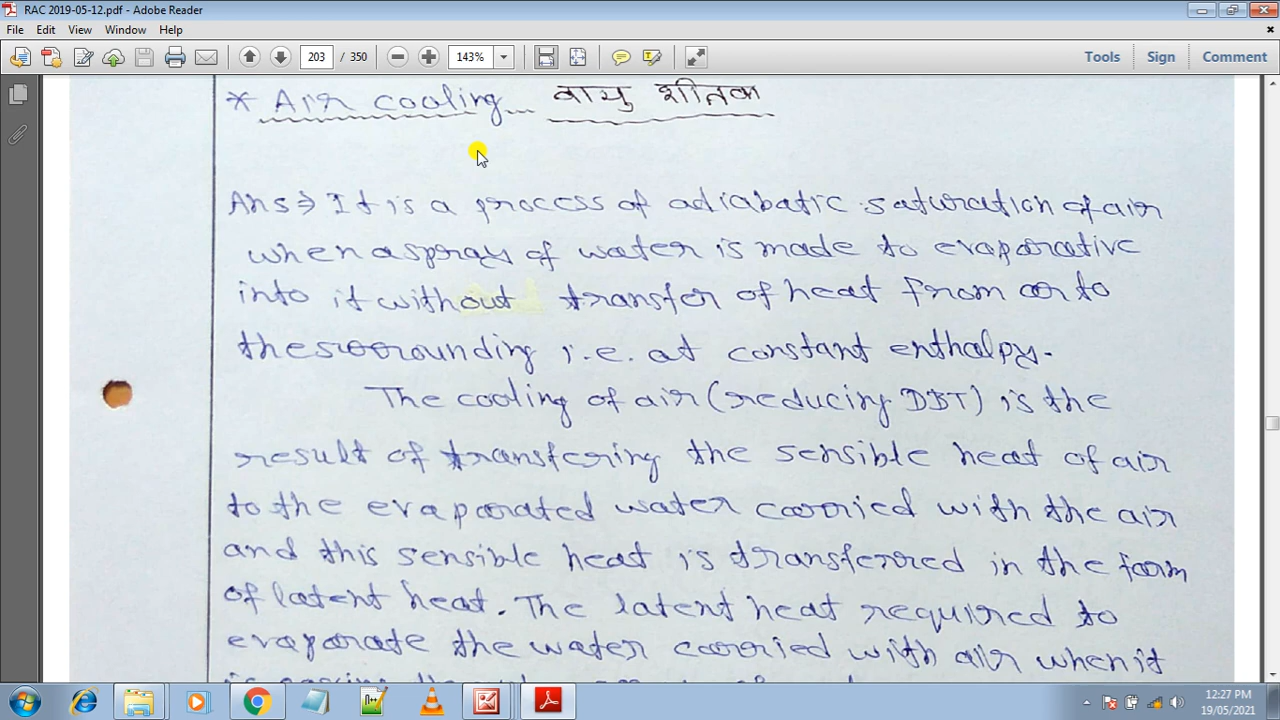 RAC 2019-05-12.pdf - Adobe Reader
File Edit View Window Help
203 / 350 143% Tools Sign Comment
* Air cooling... वायु शीतक
Ans⇒ It is a process of adiabatic saturation of air
when a spray of water is made to evaporative
into it without transfer of heat from or to
the surrounding i.e. at constant enthalpy.
The cooling of air (reducing DBT) is the
result of transfering the sensible heat of air
to the evaporated water carried with the air
and this sensible heat is transferred in the form
of latent heat. The latent heat required to
evaporate the water carried with air when it
12:27 PM
19/05/2021